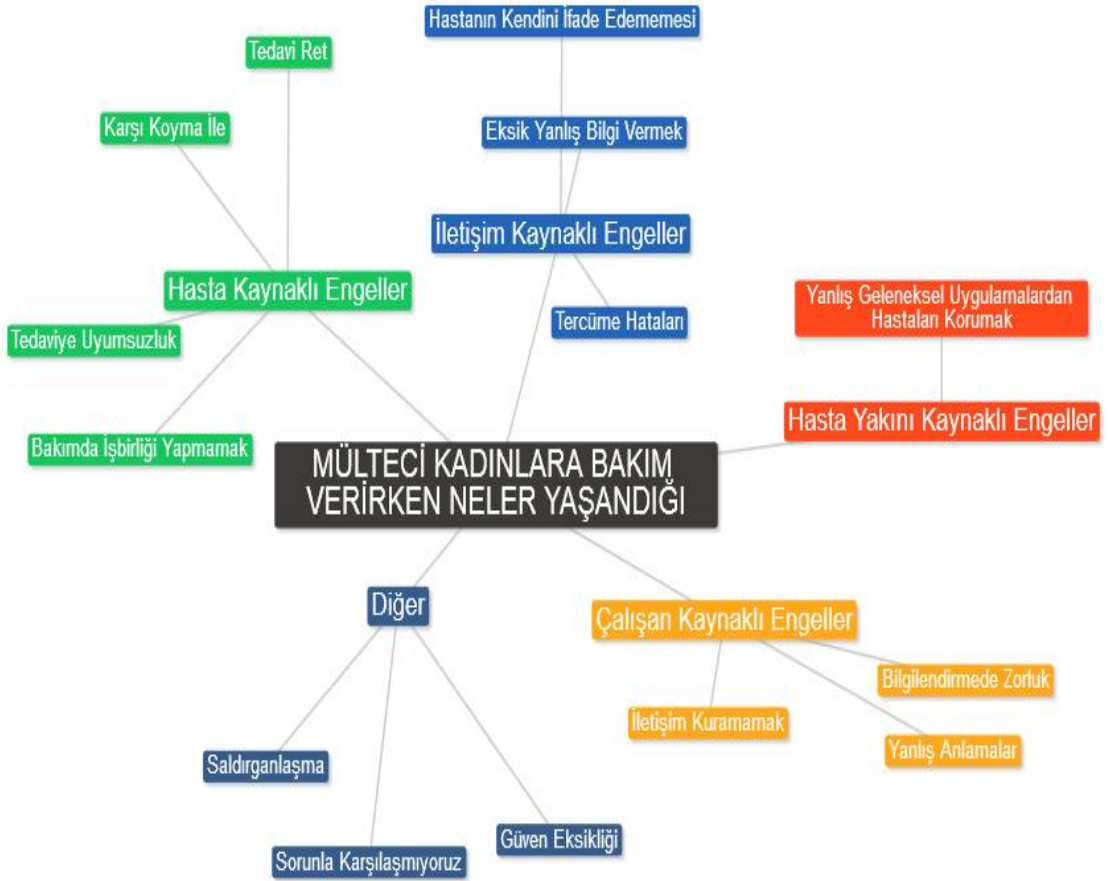 Hastanın Kendini İfade Edememesi
Tedavi Ret
Karşı Koyma İle
Eksik Yanlış Bilgi Vermek
İletişim Kaynaklı Engeller
Hasta Kaynaklı Engeller
Yanlış Geleneksel Uygulamalardan
Hastaları Korumak
Tercüme Hataları
Tedaviye Uyumsuzluk
Hasta Yakını Kaynaklı Engeller
Bakımda İşbirliği Yapmamak
MÜLTECİ KADINLARA BAKIM
VERİRKEN NELER YAŞANDIĞI
Diğer
Çalışan Kaynaklı Engeller
Bilgilendirmede Zorluk
İletişim Kuramamak
Yanlış Anlamalar
Saldırganlaşma
Güven Eksikliği
Sorunla Karşılaşmıyoruz